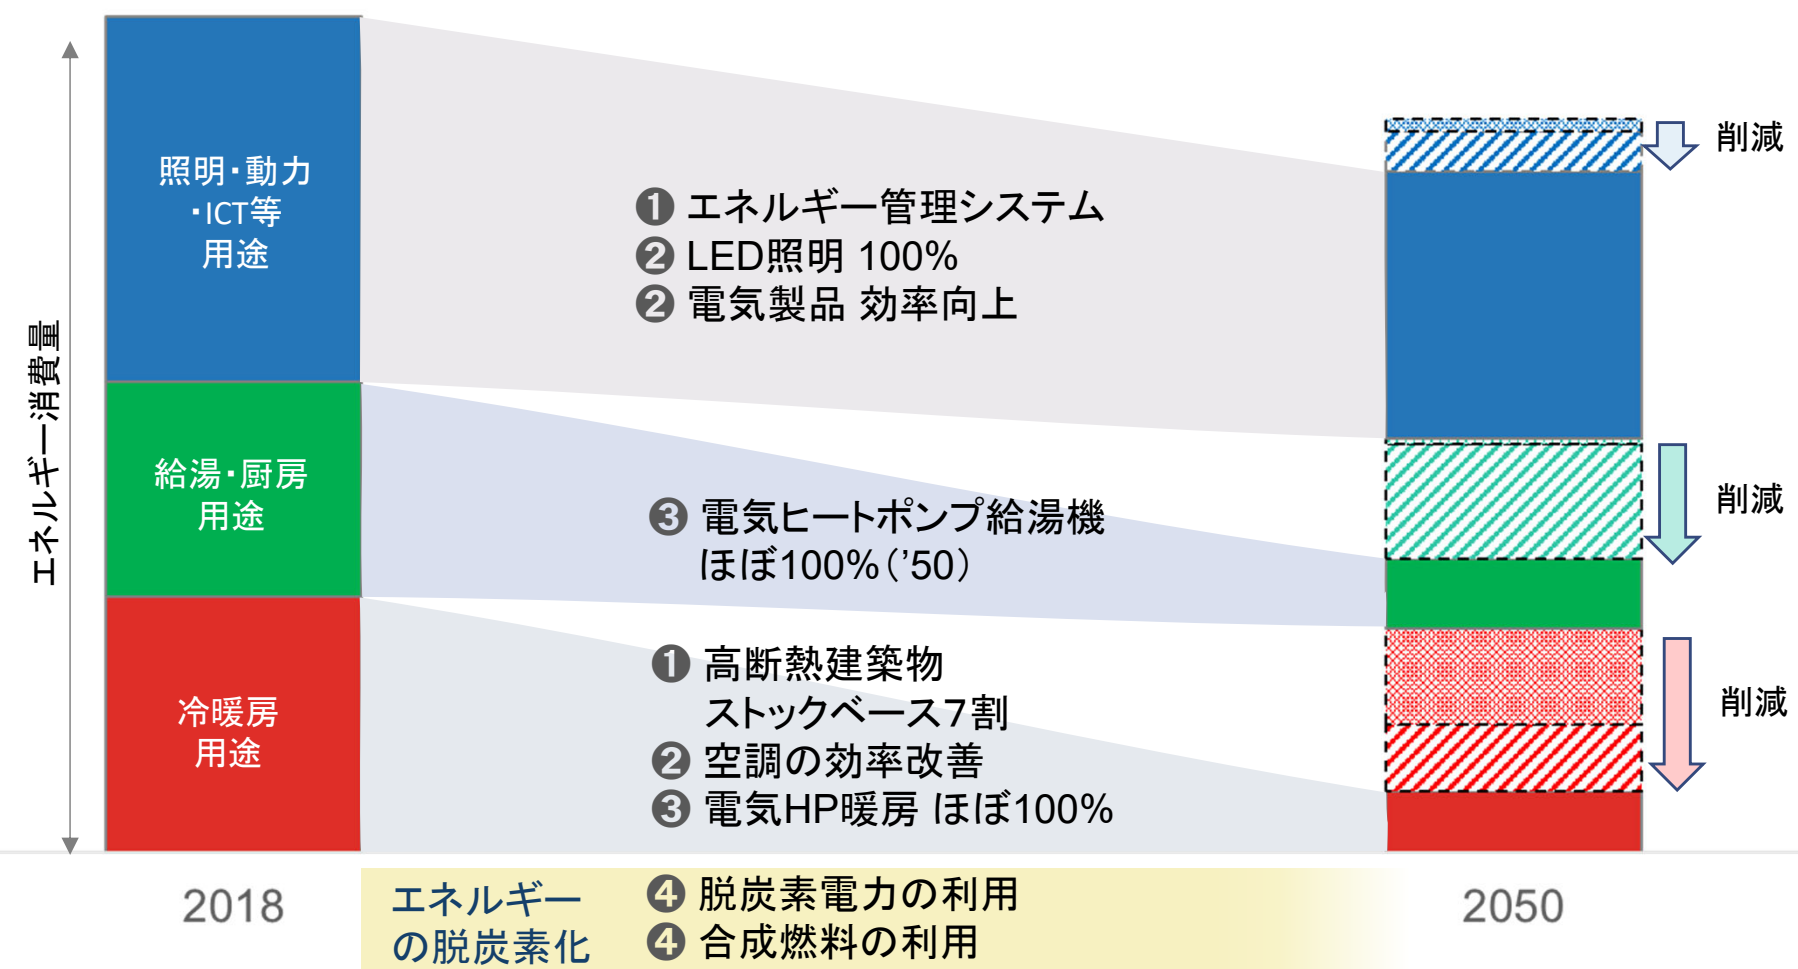 エネルギー消費量
照明・動力
・ICT等
用途
給湯・厨房
用途
冷暖房
用途
❶ エネルギー管理システム
❷ LED照明 100%
❷ 電気製品 効率向上
❸ 電気ヒートポンプ給湯機
ほぼ100%(’50)
❶ 高断熱建築物
ストックベース7割
❷ 空調の効率改善
❸ 電気HP暖房 ほぼ100%
削減
削減
削減
2018
エネルギー
の脱炭素化
❹ 脱炭素電力の利用
❹ 合成燃料の利用
2050